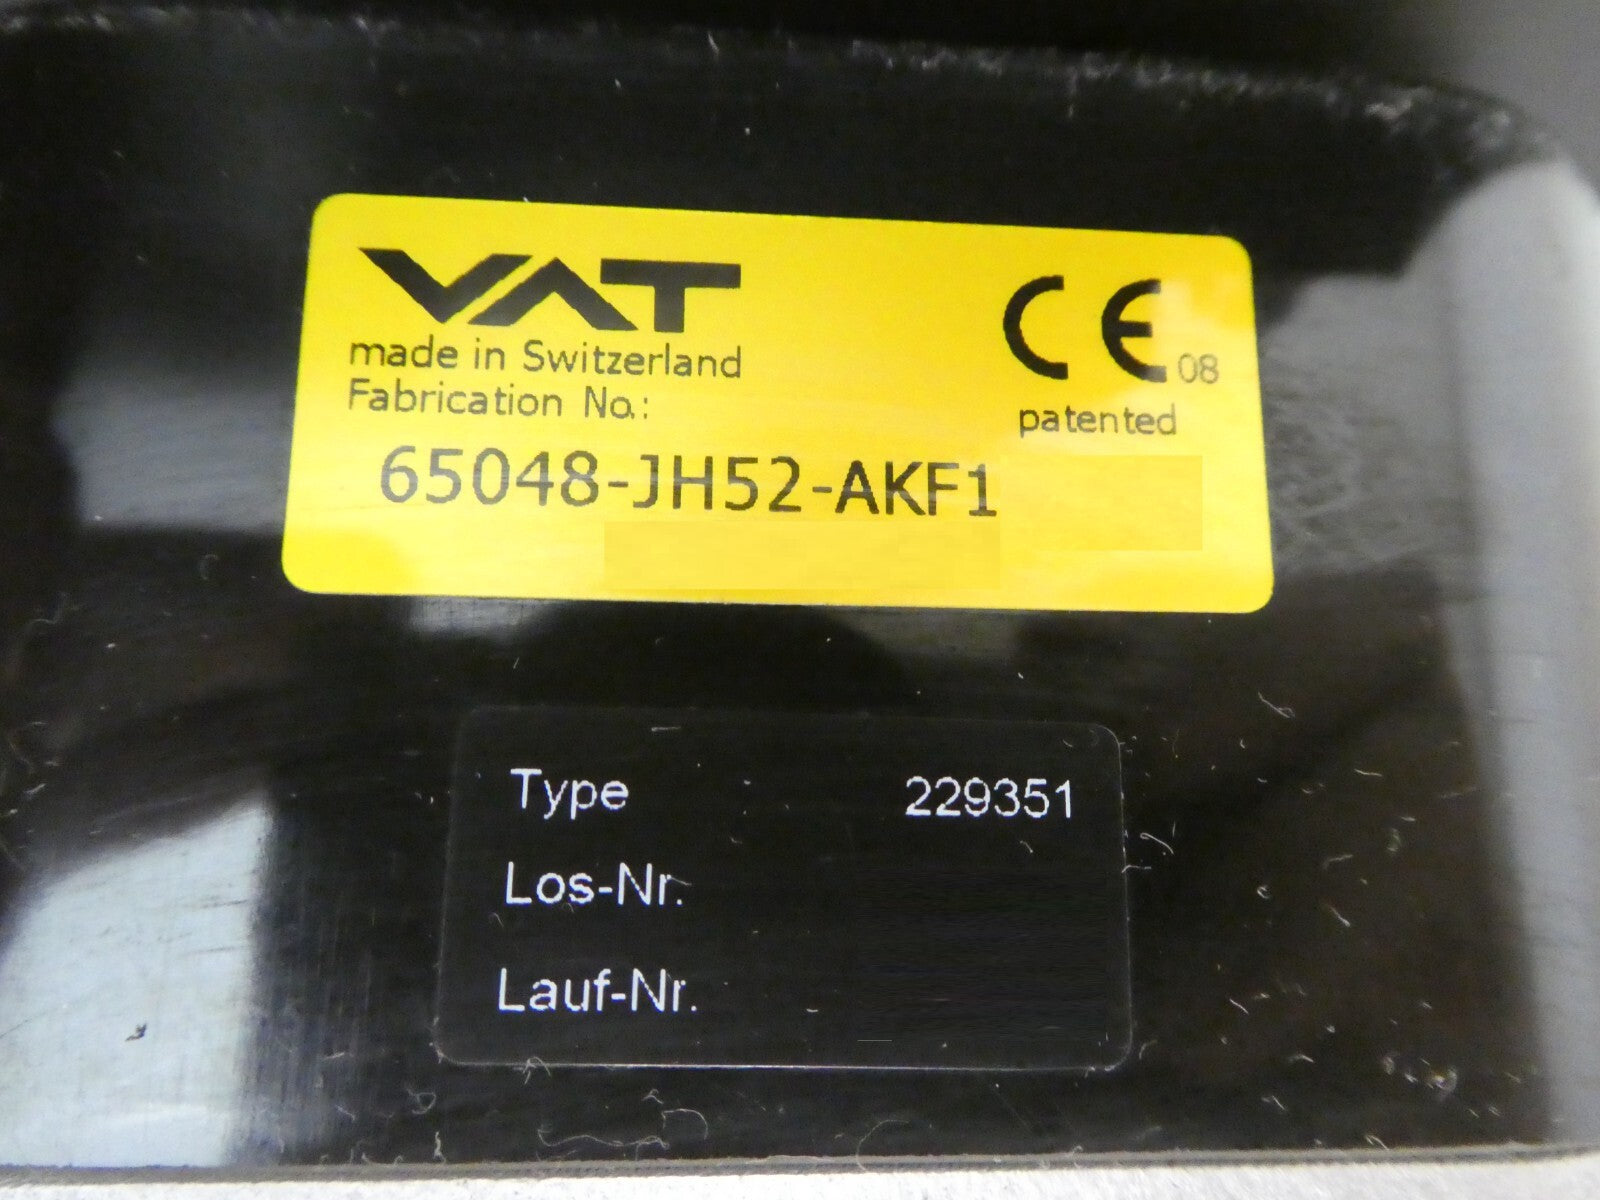 VAT
made in Switzerland
Fabrication No.:
CE 08
patented
65048-JH52-AKF1
Type 229351
Los-Nr.
Lauf-Nr.